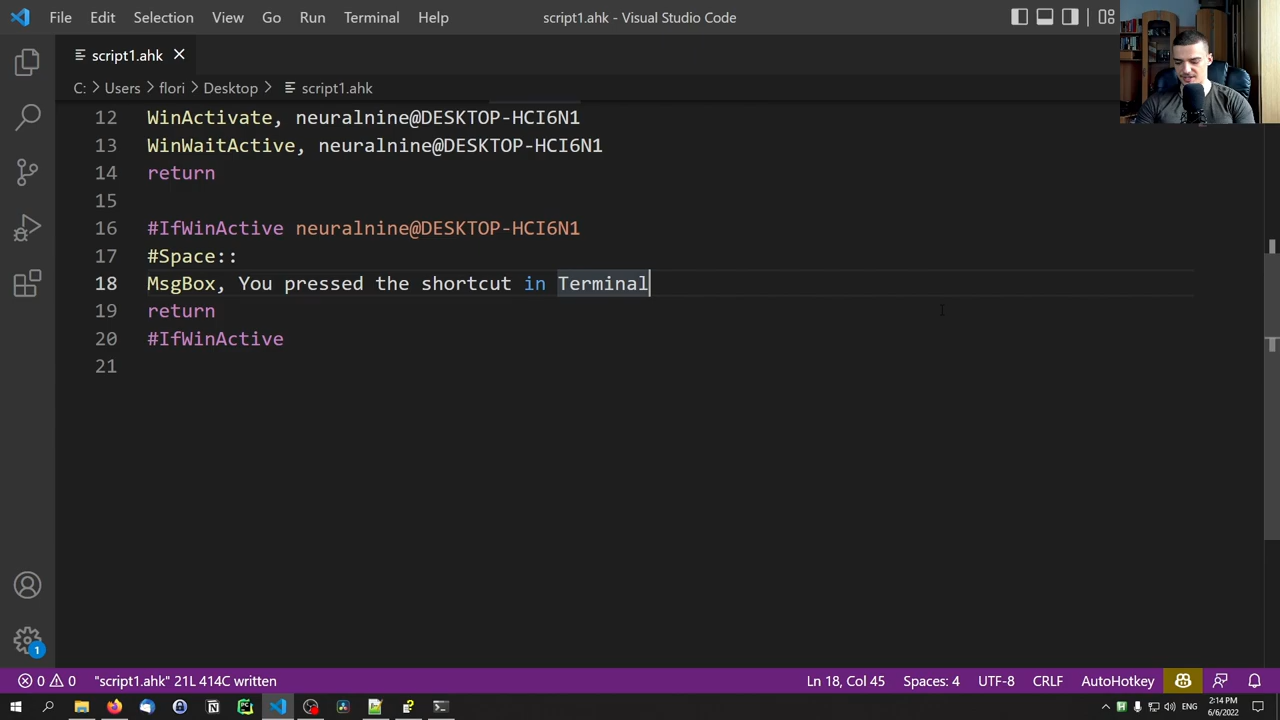 File Edit Selection View Go Run Terminal Help script1.ahk - Visual Studio Code
script1.ahk
C: > Users > flori > Desktop > script1.ahk
12 WinActivate, neuralnine@DESKTOP-HCI6N1
13 WinWaitActive, neuralnine@DESKTOP-HCI6N1
14 return
15
16 #IfWinActive neuralnine@DESKTOP-HCI6N1
17 #Space::
18 MsgBox, You pressed the shortcut in Terminal
19 return
20 #IfWinActive
21
1
0 0 "script1.ahk" 21L 414C written Ln 18, Col 45 Spaces: 4 UTF-8 CRLF AutoHotkey
ENG 2:14 PM
6/6/2022